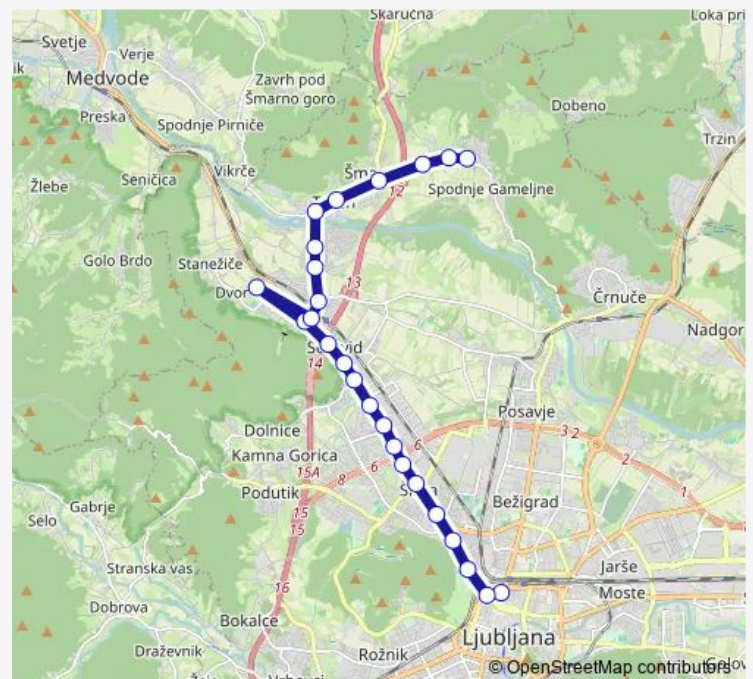 Skaručna
Loka pri
Svetje
Verje
Medvode
Zavrh pod
Šmarno goro
Dobeno
Preska
Spodnje Pirniče
Trzin
Vikrče
12
Žlebe
Seničica
Spodnje Gameljne
Golo Brdo
Stanežiče
13
Dvor
Črnuče
Nadgor
14
Dolnice
Posavje
3·2
Kamna Gorica
2
15A
8
6
6
Podutik
1
Gabrje
15
Bežigrad
Selo
15
Stranska vas
Jarše
16
Moste
Dobrova
Bokalce
Ljubljana
Draževnik
Rožnik
© OpenStreetMap contributors